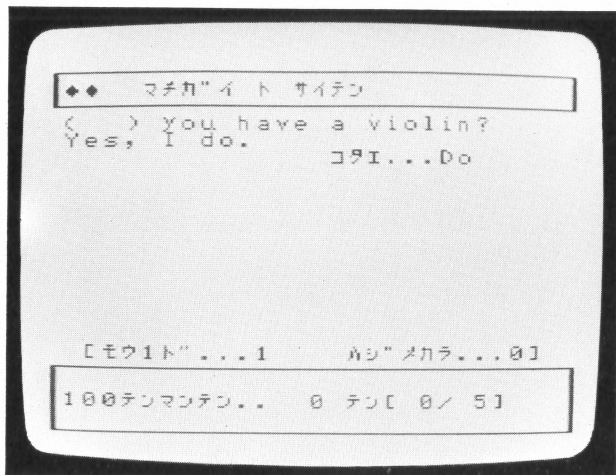 ◆◆ マチカ"イ ト サイテン
( ) you have a violin?
Yes, I do.
コタエ...Do
[モウ1ト"...1 ハシ"メカラ...0]
100テンマンテン.. 0 テン[ 0/ 5]